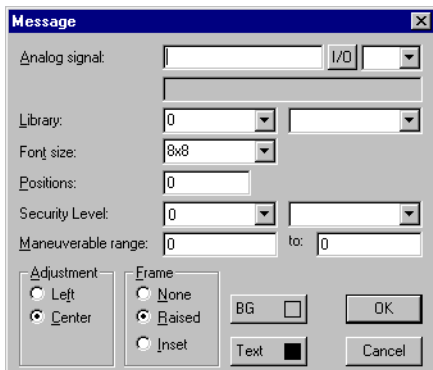 Message
Analog signal: I/O
Library: 0
Font size: 8x8
Positions: 0
Security Level: 0
Maneuverable range: 0 to: 0
Adjustment Frame
Left None
Center Raised
Inset
BG OK
Text Cancel